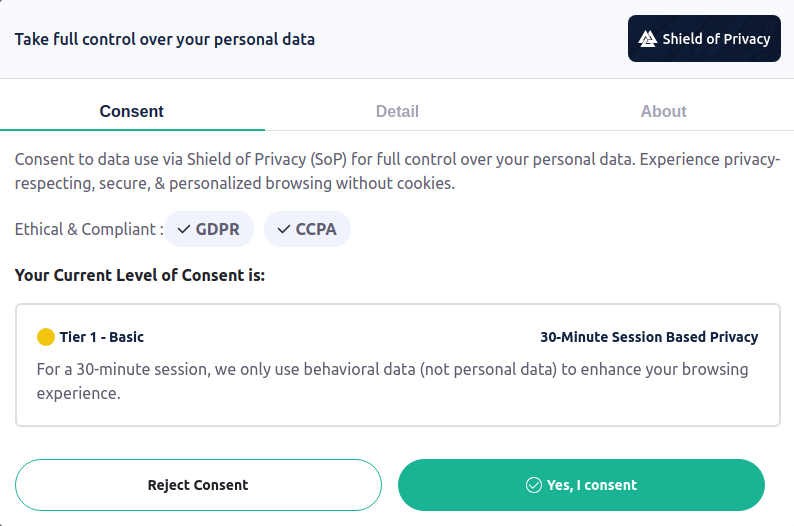 Take full control over your personal data
Shield of Privacy
Consent
Detail
About
Consent to data use via Shield of Privacy (SoP) for full control over your personal data. Experience privacy-
respecting, secure, & personalized browsing without cookies.
Ethical & Compliant : GDPR CCPA
Your Current Level of Consent is:
Tier 1 - Basic
30-Minute Session Based Privacy
For a 30-minute session, we only use behavioral data (not personal data) to enhance your browsing
experience.
Reject Consent
Yes, I consent